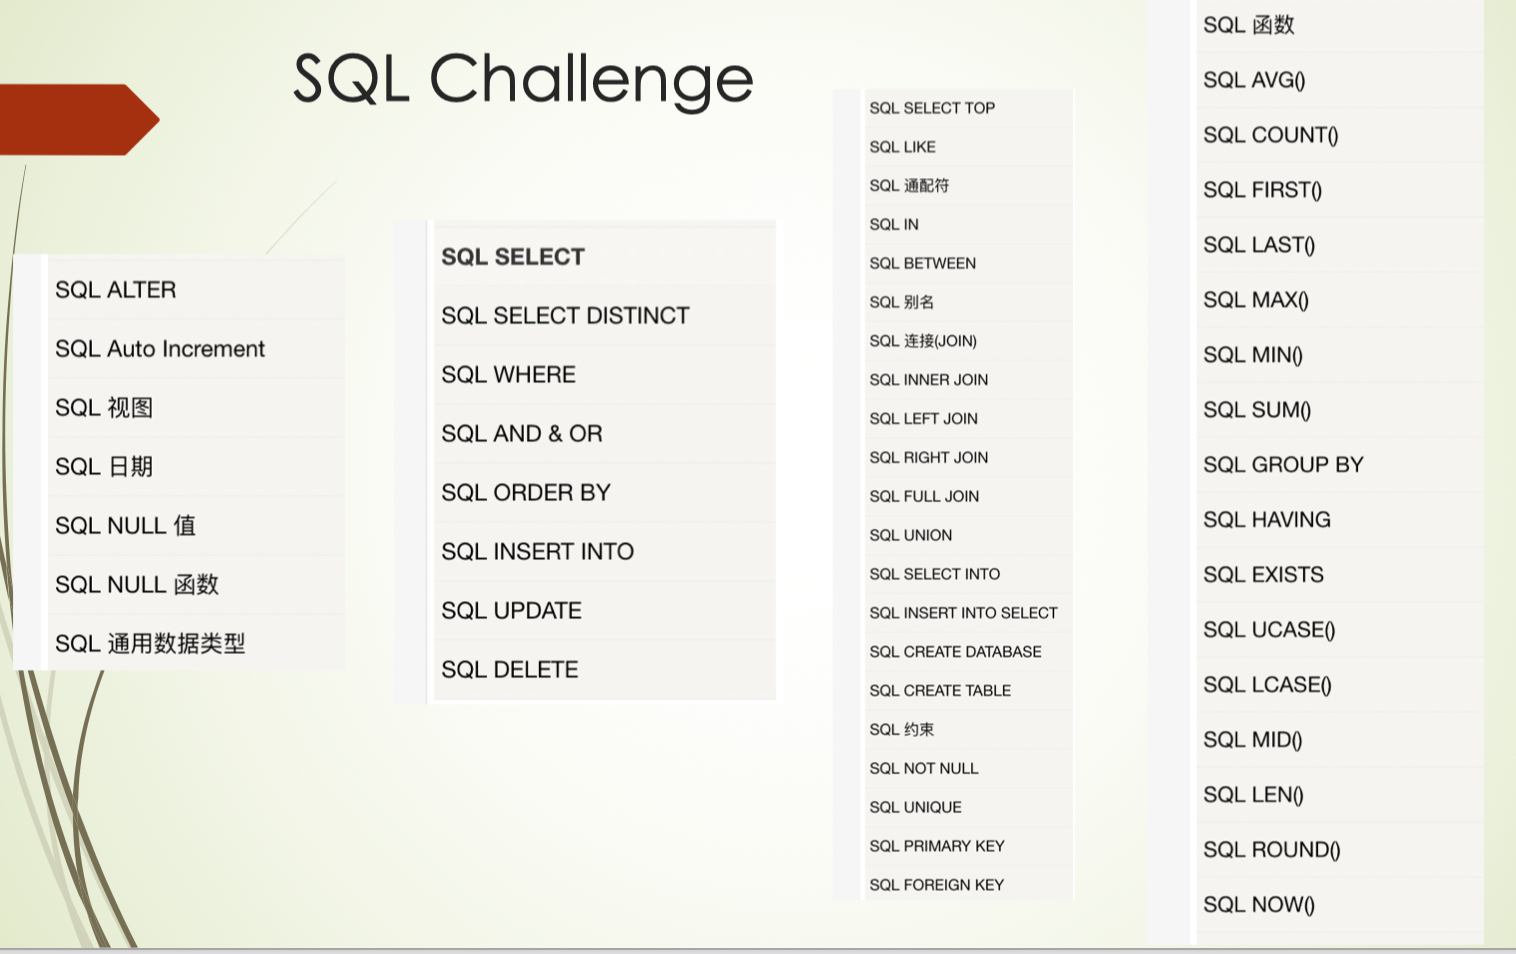 SQL Challenge
SQL ALTER
SQL Auto Increment
SQL 视图
SQL 日期
SQL NULL 值
SQL NULL 函数
SQL 通用数据类型
SQL SELECT
SQL SELECT DISTINCT
SQL WHERE
SQL AND & OR
SQL ORDER BY
SQL INSERT INTO
SQL UPDATE
SQL DELETE
SQL SELECT TOP
SQL LIKE
SQL 通配符
SQL IN
SQL BETWEEN
SQL 别名
SQL 连接(JOIN)
SQL INNER JOIN
SQL LEFT JOIN
SQL RIGHT JOIN
SQL FULL JOIN
SQL UNION
SQL SELECT INTO
SQL INSERT INTO SELECT
SQL CREATE DATABASE
SQL CREATE TABLE
SQL 约束
SQL NOT NULL
SQL UNIQUE
SQL PRIMARY KEY
SQL FOREIGN KEY
SQL 函数
SQL AVG()
SQL COUNT()
SQL FIRST()
SQL LAST()
SQL MAX()
SQL MIN()
SQL SUM()
SQL GROUP BY
SQL HAVING
SQL EXISTS
SQL UCASE()
SQL LCASE()
SQL MID()
SQL LEN()
SQL ROUND()
SQL NOW()